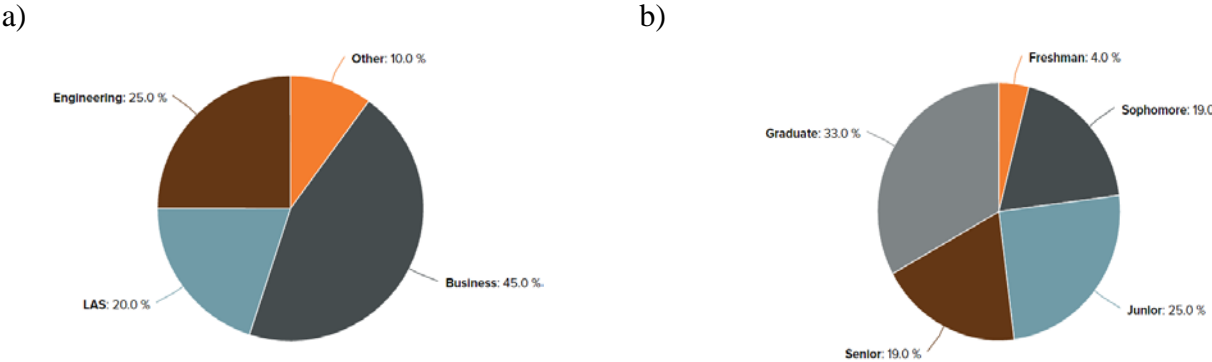 a)
Other: 10.0 %
Engineering: 25.0 %
Business: 45.0 %
LAS: 20.0 %
b)
Freshman: 4.0 %
Sophomore: 19.0
Graduate: 33.0 %
Junior: 25.0 %
Senior: 19.0 %